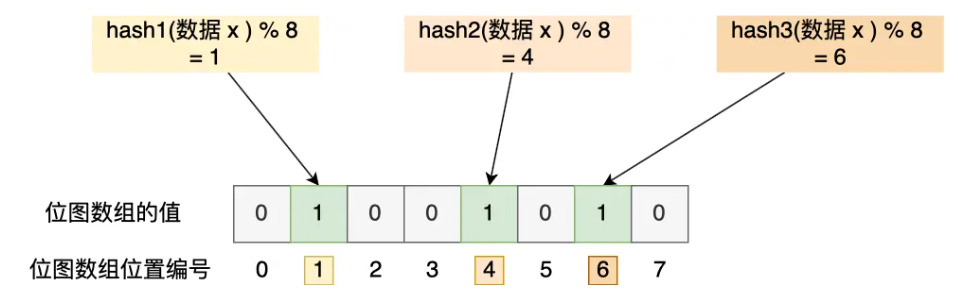 hash1(数据 x ) % 8
= 1
hash2(数据 x ) % 8
= 4
hash3(数据 x ) % 8
= 6
位图数组的值 0 1 0 0 1 0 1 0
位图数组位置编号 0 1 2 3 4 5 6 7